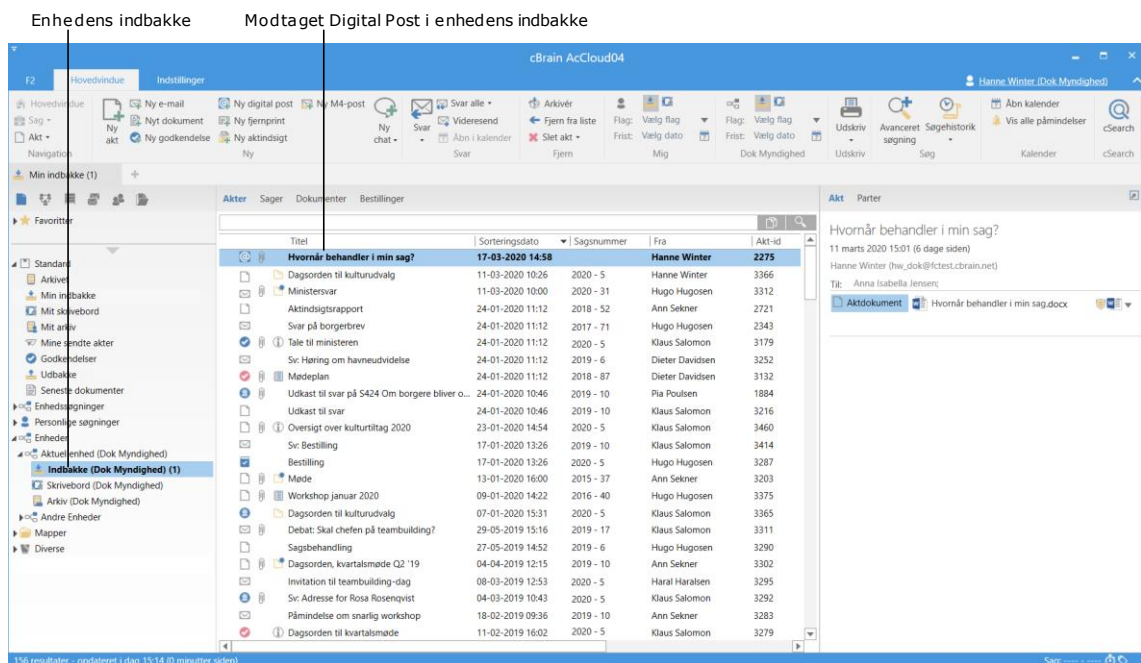 Enhedens indbakke Modtaget Digital Post i enhedens indbakke
cBrain AcCloud04
F2 Hovedvindue Indstillinger Hanne Winter (Dok Myndighed)
Hovedvindue Ny e-mail Ny digital post Ny M4-post Svar alle Arkivér Åbn kalender
Sag Nyt dokument Ny fjernprint Videresend Fjern fra liste Flag: Vælg flag Flag: Vælg flag Vis alle påmindelser
Akt Ny akt Ny godkendelse Ny aktindsigt Ny chat Svar Åbn i kalender Slet akt Frist: Vælg dato Frist: Vælg dato Udskriv Avanceret søgning Søgehistorik cSearch
Navigation Ny Svar Fjern Mig Dok Myndighed Udskriv Søg Kalender cSearch
Min indbakke (1) +
Akter Sager Dokumenter Bestillinger
Favoritter
Standard
Arkivet
Min indbakke
Mit skrivebord
Mit arkiv
Mine sendte akter
Godkendelser
Udbakke
Seneste dokumenter
Enhedssøgninger
Personlige søgninger
Enheder
Aktuel enhed (Dok Myndighed)
Indbakke (Dok Myndighed) (1)
Skrivebord (Dok Myndighed)
Arkiv (Dok Myndighed)
Andre Enheder
Mapper
Diverse
Titel Sorteringsdato Sagsnummer Fra Akt-id
Hvornår behandler i min sag? 17-03-2020 14:58 Hanne Winter 2275
Dagsorden til kulturudvalg 11-03-2020 10:26 2020 - 5 Hanne Winter 3366
Ministersvar 11-03-2020 10:00 2020 - 31 Hugo Hugosen 3312
Aktindsigtsrapport 24-01-2020 11:12 2018 - 52 Ann Sekner 2721
Svar på borgerbrev 24-01-2020 11:12 2017 - 71 Hugo Hugosen 2343
Tale til ministeren 24-01-2020 11:12 2020 - 5 Klaus Salomon 3179
Sv: Høring om havneudvidelse 24-01-2020 11:12 2019 - 6 Dieter Davidsen 3252
Mødeplan 24-01-2020 11:12 2018 - 87 Dieter Davidsen 3132
Udkast til svar på S424 Om borgere bliver o... 24-01-2020 10:46 2019 - 10 Pia Poulsen 1884
Udkast til svar 24-01-2020 10:46 2019 - 10 Klaus Salomon 3216
Oversigt over kulturtiltag 2020 23-01-2020 14:54 2020 - 5 Klaus Salomon 3460
Sv: Bestilling 17-01-2020 13:26 2019 - 10 Klaus Salomon 3414
Bestilling 17-01-2020 13:26 2020 - 5 Hugo Hugosen 3287
Møde 13-01-2020 16:00 2015 - 37 Ann Sekner 3203
Workshop januar 2020 09-01-2020 14:22 2016 - 40 Hugo Hugosen 3375
Dagsorden til kulturudvalg 07-01-2020 15:31 2020 - 5 Klaus Salomon 3365
Debat: Skal chefen på teambuilding? 29-05-2019 15:16 2019 - 17 Klaus Salomon 3311
Sagsbehandling 27-05-2019 14:52 2019 - 6 Hugo Hugosen 3290
Dagsorden, kvartalsmøde Q2 '19 04-04-2019 12:15 2019 - 10 Ann Sekner 3302
Invitation til teambuilding-dag 08-03-2019 12:53 2020 - 5 Haral Haralsen 3295
Sv: Adresse for Rosa Rosenqvist 04-03-2019 10:43 2020 - 5 Klaus Salomon 3292
Påmindelse om snarlig workshop 18-02-2019 09:36 2019 - 10 Ann Sekner 3283
Dagsorden til kvartalsmøde 11-02-2019 16:02 2020 - 5 Klaus Salomon 3279
Akt Parter
Hvornår behandler i min sag?
11 marts 2020 15:01 (6 dage siden)
Hanne Winter (hw_dok@fctest.cbrain.net)
Til: Anna Isabella Jensen;
Aktdokument Hvornår behandler i min sag.docx
156 resultater - opdateret i dag 15:14 (0 minutter siden) Sag: ---- - ----